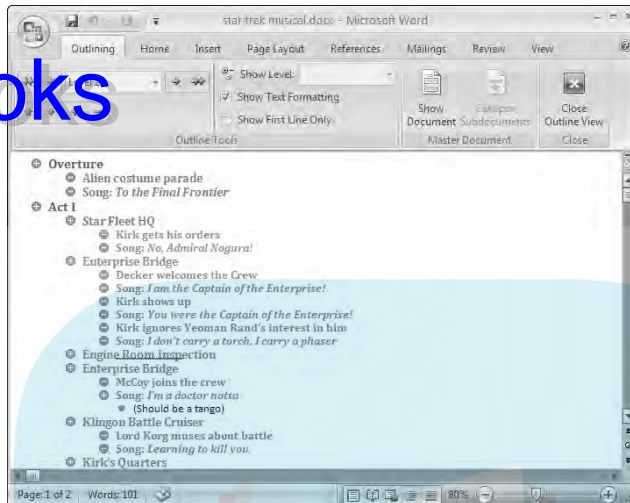 star trek musical.docx - Microsoft Word
Outlining Home Insert Page Layout References Mailings Review View
oks
Show Level:
Show Text Formatting
Show First Line Only
Show Document
Collapse Subdocuments
Close Outline View
Outline Tools Master Document Close
Overture
Alien costume parade
Song: To the Final Frontier
Act I
Star Fleet HQ
Kirk gets his orders
Song: No, Admiral Nogura!
Enterprise Bridge
Decker welcomes the Crew
Song: I am the Captain of the Enterprise!
Kirk shows up
Song: You were the Captain of the Enterprise!
Kirk ignores Yeoman Rand's interest in him
Song: I don't carry a torch, I carry a phaser
Engine Room Inspection
Enterprise Bridge
McCoy joins the crew
Song: I'm a doctor notta
(Should be a tango)
Klingon Battle Cruiser
Lord Korg muses about battle
Song: Learning to kill you.
Kirk's Quarters
Page: 1 of 2 Words: 101 80%